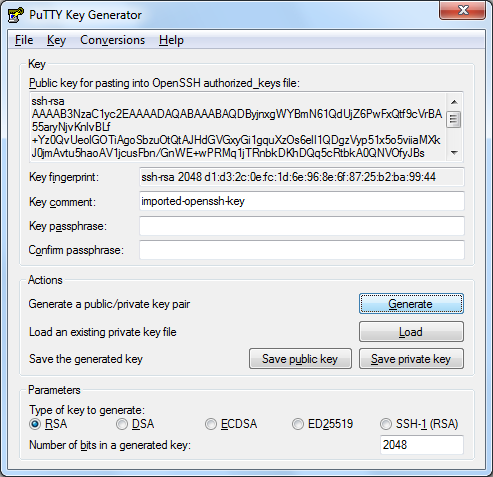 PuTTY Key Generator
File Key Conversions Help
Key
Public key for pasting into OpenSSH authorized_keys file:
ssh-rsa
AAAAB3NzaC1yc2EAAAADAQABAAABAQDByjnxgWYBmN61QdUjZ6PwFxQtf9cVrBA
55aryNjvKnlvBLf
+Yz0QvUeolGOTiAgoSbzuOtQtAJHdGVGxyGi1gquXzOs6elI1QDgzVyp51x5o5viiaMXk
J0jmAvtu5haoAV1jcusFbn/GnWE+wPRMq1jTRnbkDKhDQq5cRtbkA0QNVOfyJBs
Key fingerprint: ssh-rsa 2048 d1:d3:2c:0e:fc:1d:6e:96:8e:6f:87:25:b2:ba:99:44
Key comment: imported-openssh-key
Key passphrase:
Confirm passphrase:
Actions
Generate a public/private key pair Generate
Load an existing private key file Load
Save the generated key Save public key Save private key
Parameters
Type of key to generate:
RSA DSA ECDSA ED25519 SSH-1 (RSA)
Number of bits in a generated key: 2048